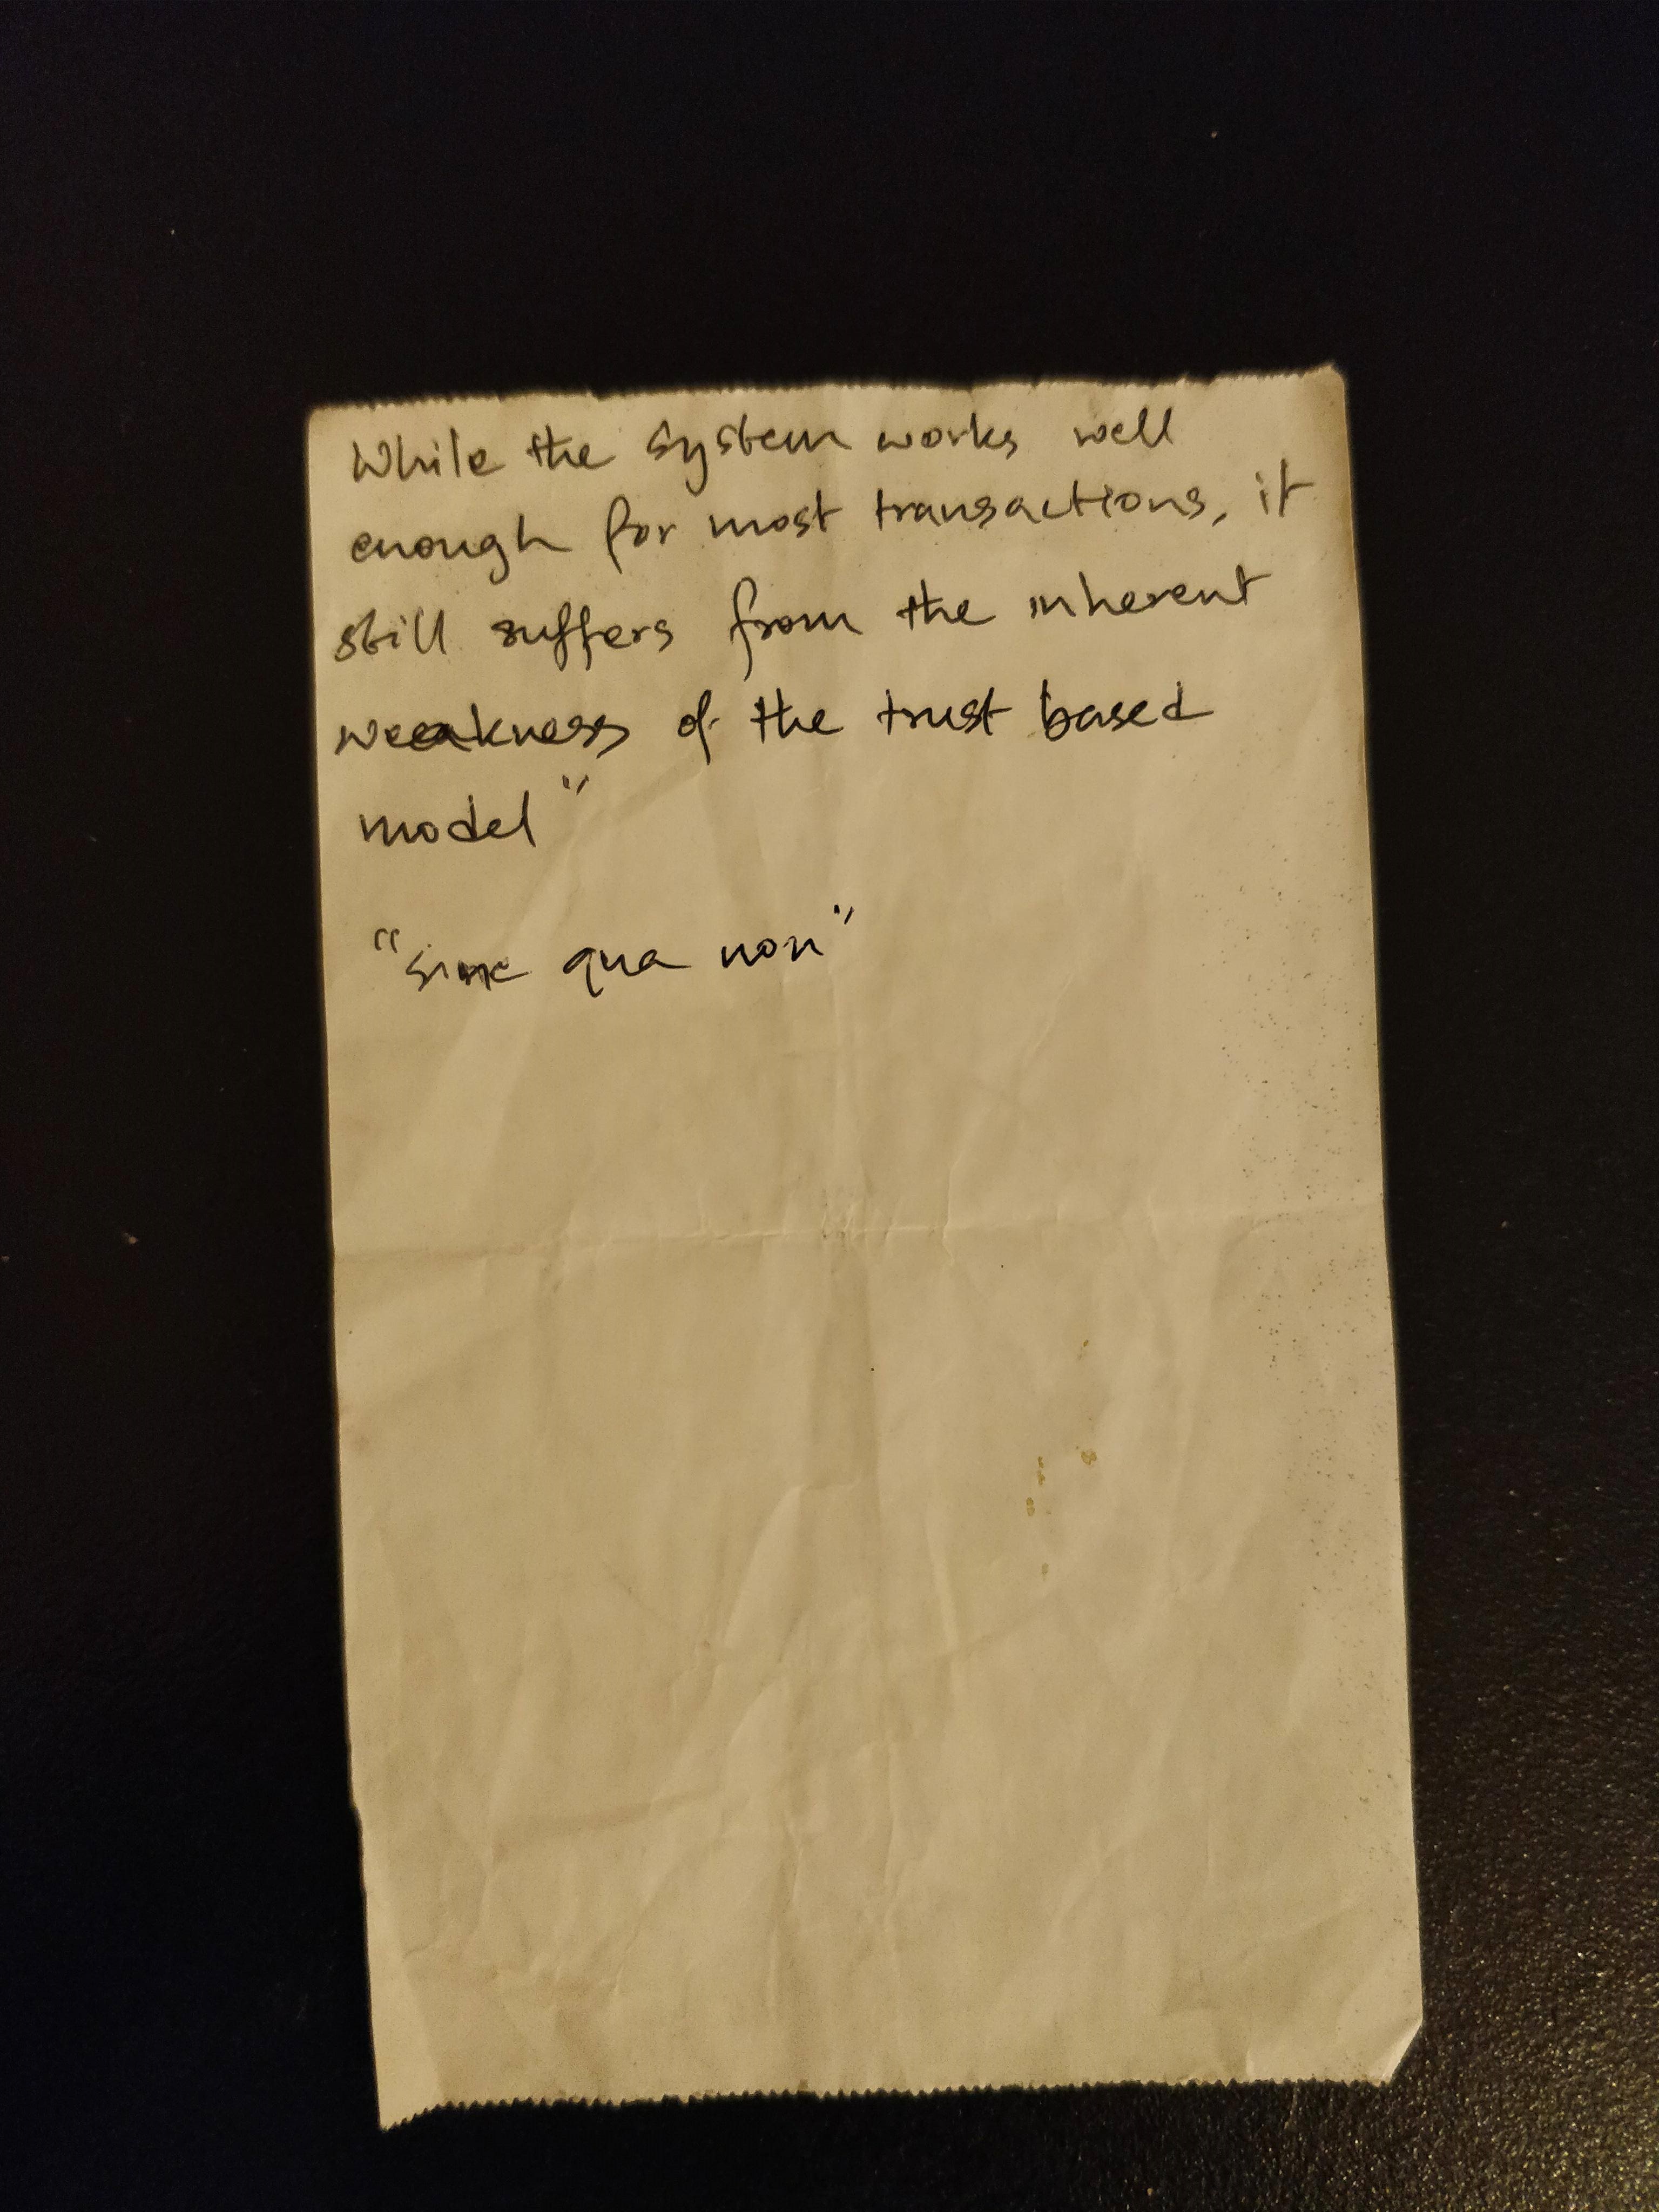 While the system works well
enough for most transactions, it
still suffers from the inherent
weakness of the trust based
model"
"sine qua non"